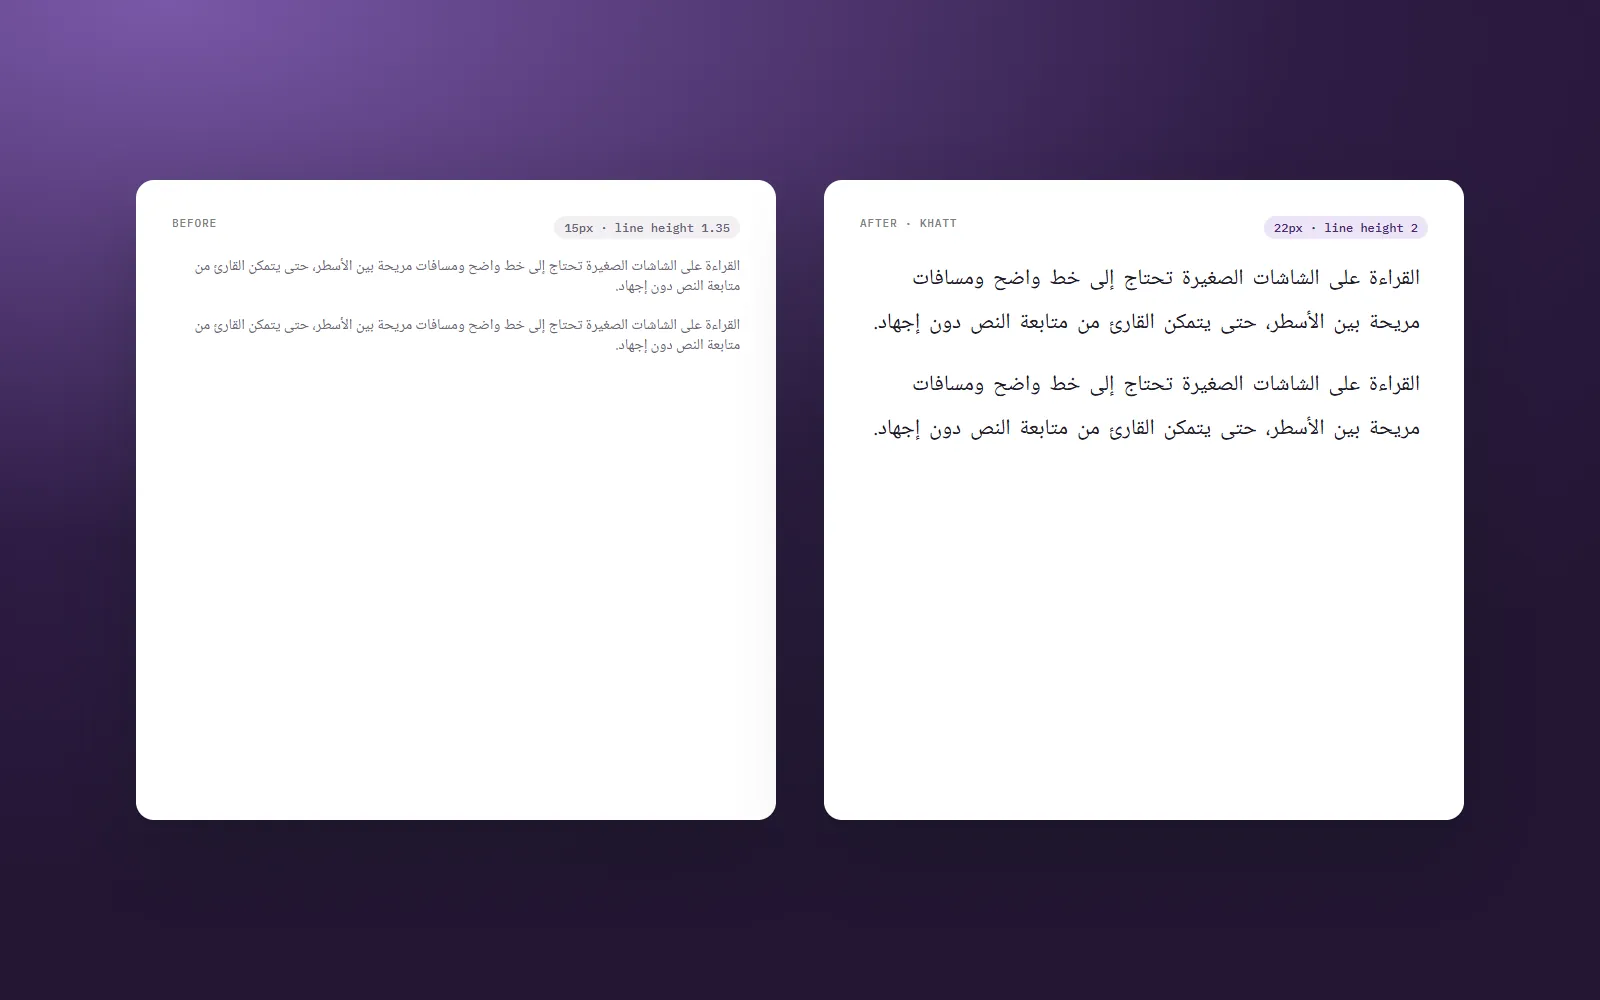 BEFORE
15px · line height 1.35
القراءة على الشاشات الصغيرة تحتاج إلى خط واضح ومسافات مريحة بين الأسطر، حتى يتمكن القارئ من
متابعة النص دون إجهاد.
القراءة على الشاشات الصغيرة تحتاج إلى خط واضح ومسافات مريحة بين الأسطر، حتى يتمكن القارئ من
متابعة النص دون إجهاد.
AFTER · KHATT
22px · line height 2
القراءة على الشاشات الصغيرة تحتاج إلى خط واضح ومسافات
مريحة بين الأسطر، حتى يتمكن القارئ من متابعة النص دون إجهاد.
القراءة على الشاشات الصغيرة تحتاج إلى خط واضح ومسافات
مريحة بين الأسطر، حتى يتمكن القارئ من متابعة النص دون إجهاد.